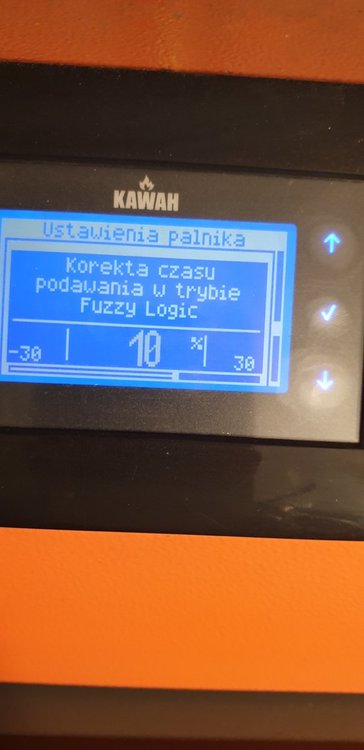 KAWAH
Ustawienia palnika
Korekta czasu
podawania w trybie
Fuzzy Logic
-30 10 % 30